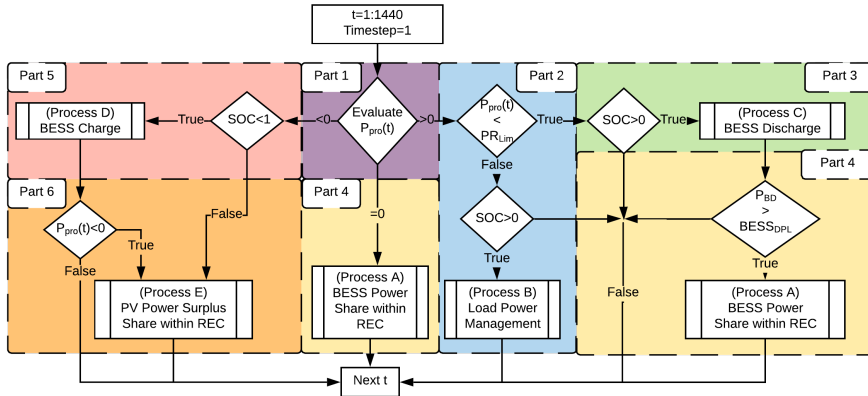 t=1:1440
Timestep=1
Part 5
Part 1
Part 2
Part 3
(Process D)
BESS Charge
True
SOC<1
<0
Evaluate
Ppro(t)
>0
Ppro(t)
<
PRLim
True
SOC>0
True
(Process C)
BESS Discharge
False
Part 4
Part 6
Part 4
=0
False
Ppro(t)<0
True
False
SOC>0
PBD
>
BESSDPL
True
True
False
(Process E)
PV Power Surplus
Share within REC
(Process A)
BESS Power
Share within
REC
(Process B)
Load Power
Management
(Process A)
BESS Power
Share within REC
Next t